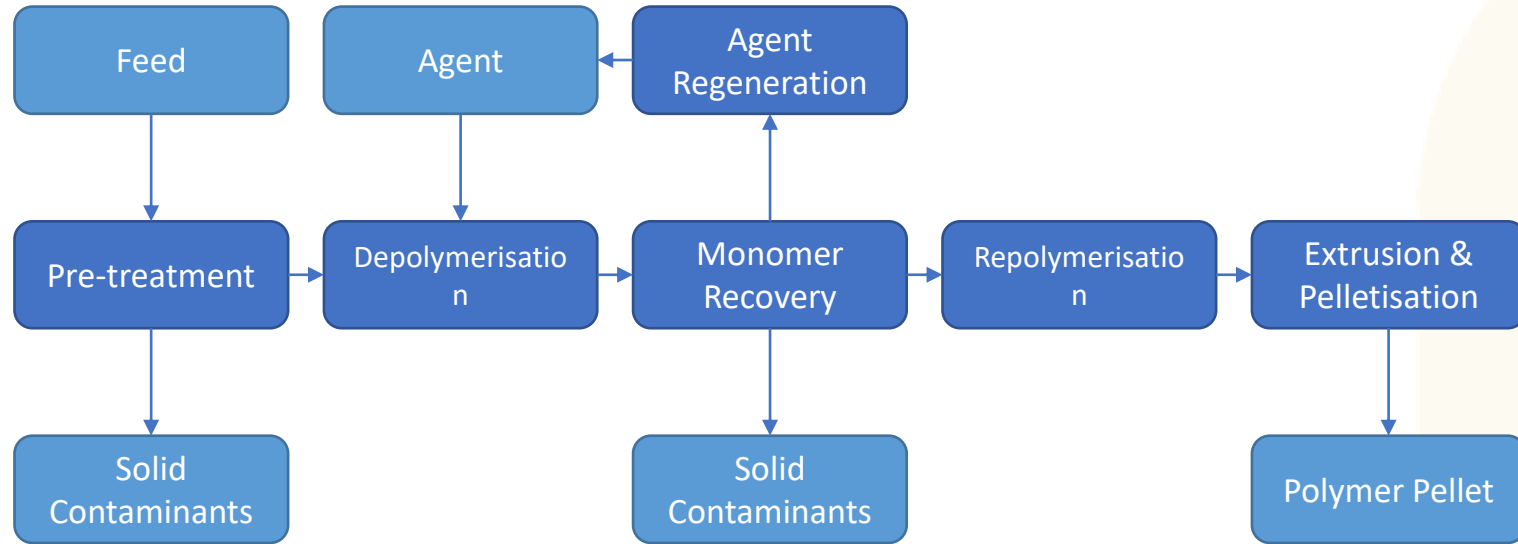 Feed
Agent
Agent
Regeneration
Pre-treatment
Depolymerisatio
n
Monomer
Recovery
Repolymerisatio
n
Extrusion &
Pelletisation
Solid
Contaminants
Solid
Contaminants
Polymer Pellet